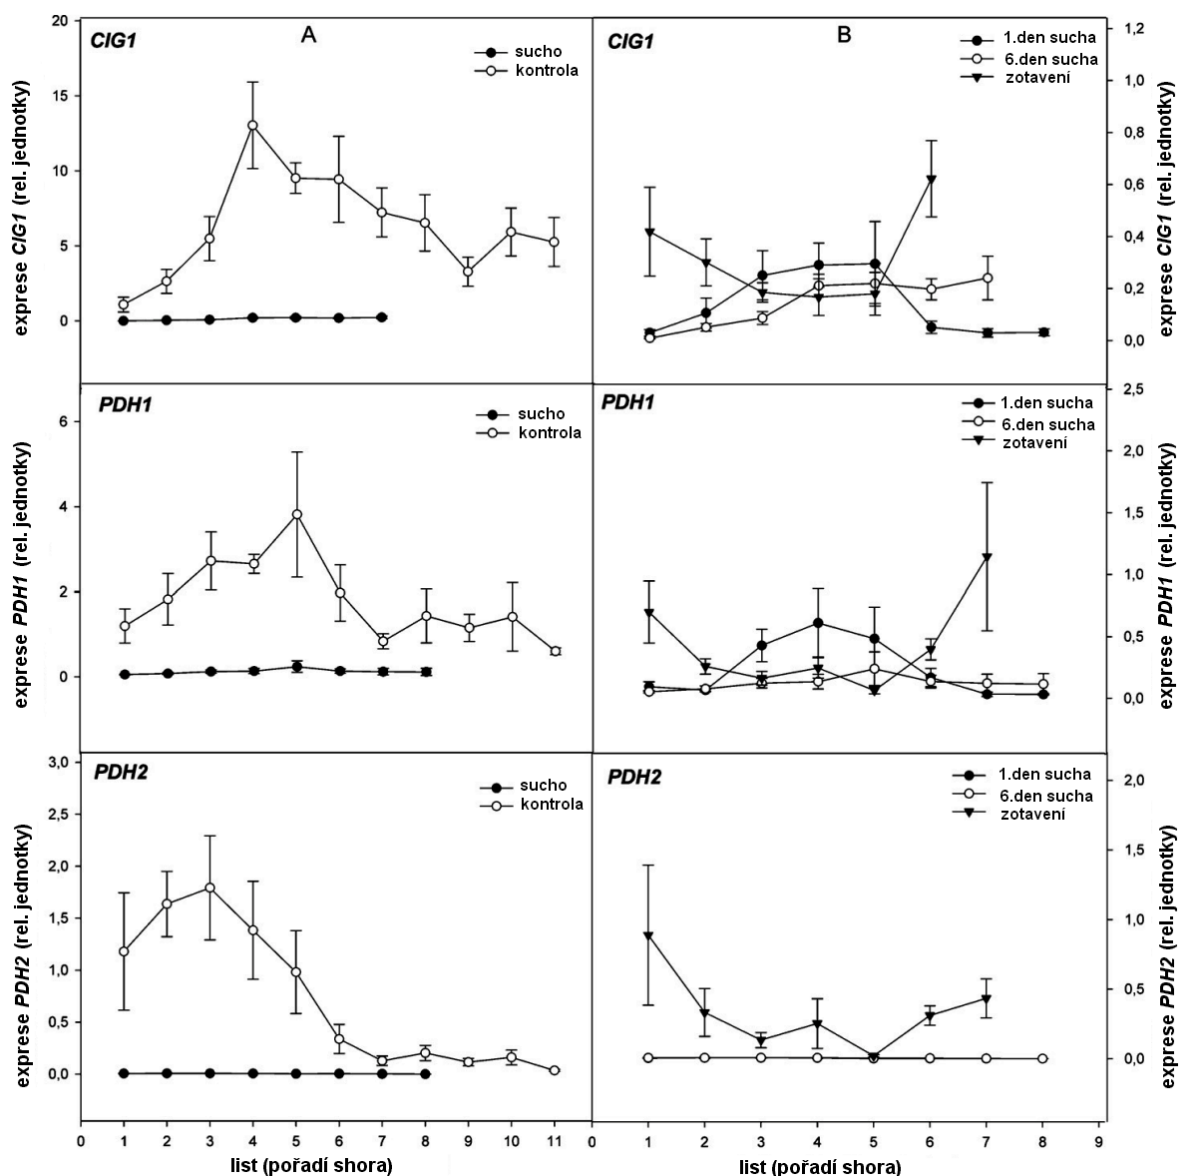 A
CIG1
sucho
kontrola
exprese CIG1 (rel. jednotky)
20
15
10
5
0
B
CIG1
1.den sucha
6.den sucha
zotavení
exprese CIG1 (rel. jednotky)
1,2
1,0
0,8
0,6
0,4
0,2
0,0
PDH1
sucho
kontrola
exprese PDH1 (rel. jednotky)
6
4
2
0
PDH1
1.den sucha
6.den sucha
zotavení
exprese PDH1 (rel. jednotky)
2,5
2,0
1,5
1,0
0,5
0,0
PDH2
sucho
kontrola
exprese PDH2 (rel. jednotky)
3,0
2,5
2,0
1,5
1,0
0,5
0,0
0 1 2 3 4 5 6 7 8 9 10 11
list (pořadí shora)
PDH2
1.den sucha
6.den sucha
zotavení
exprese PDH2 (rel. jednotky)
2,0
1,5
1,0
0,5
0,0
0 1 2 3 4 5 6 7 8 9
list (pořadí shora)